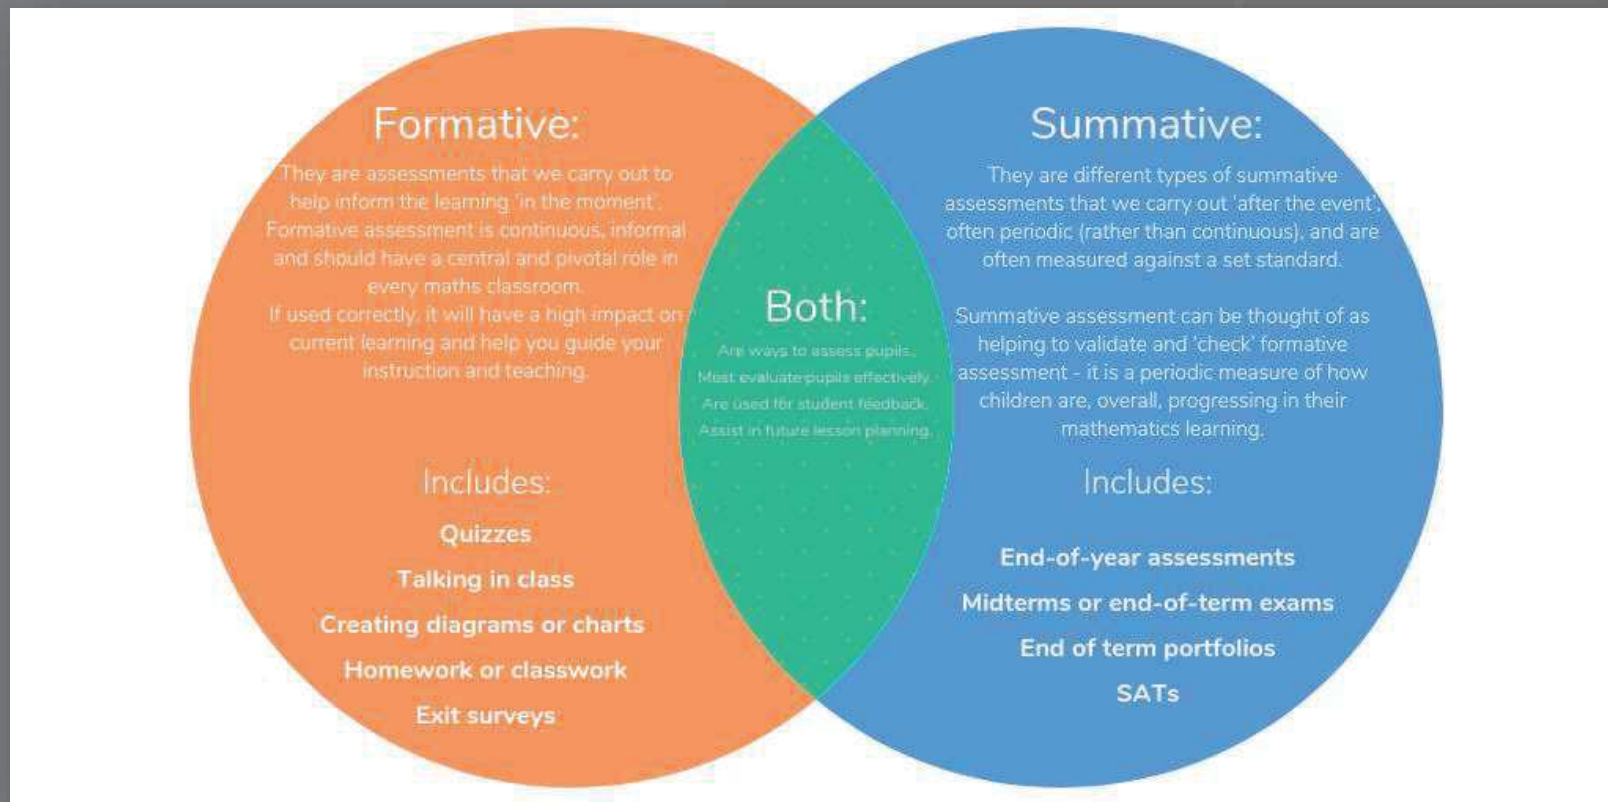 Formative:
They are assessments that we carry out to
help inform the learning 'in the moment'.
Formative assessment is continuous, informal
and should have a central and pivotal role in
every maths classroom.
If used correctly, it will have a high impact on
current learning and help you guide your
instruction and teaching.
Includes:
Quizzes
Talking in class
Creating diagrams or charts
Homework or classwork
Exit surveys
Both:
Are ways to assess pupils.
Most evaluate pupils effectively.
Are used for student feedback.
Assist in future lesson planning.
Summative:
They are different types of summative
assessments that we carry out 'after the event',
often periodic (rather than continuous), and are
often measured against a set standard.
Summative assessment can be thought of as
helping to validate and 'check' formative
assessment - it is a periodic measure of how
children are, overall, progressing in their
mathematics learning.
Includes:
End-of-year assessments
Midterms or end-of-term exams
End of term portfolios
SATs